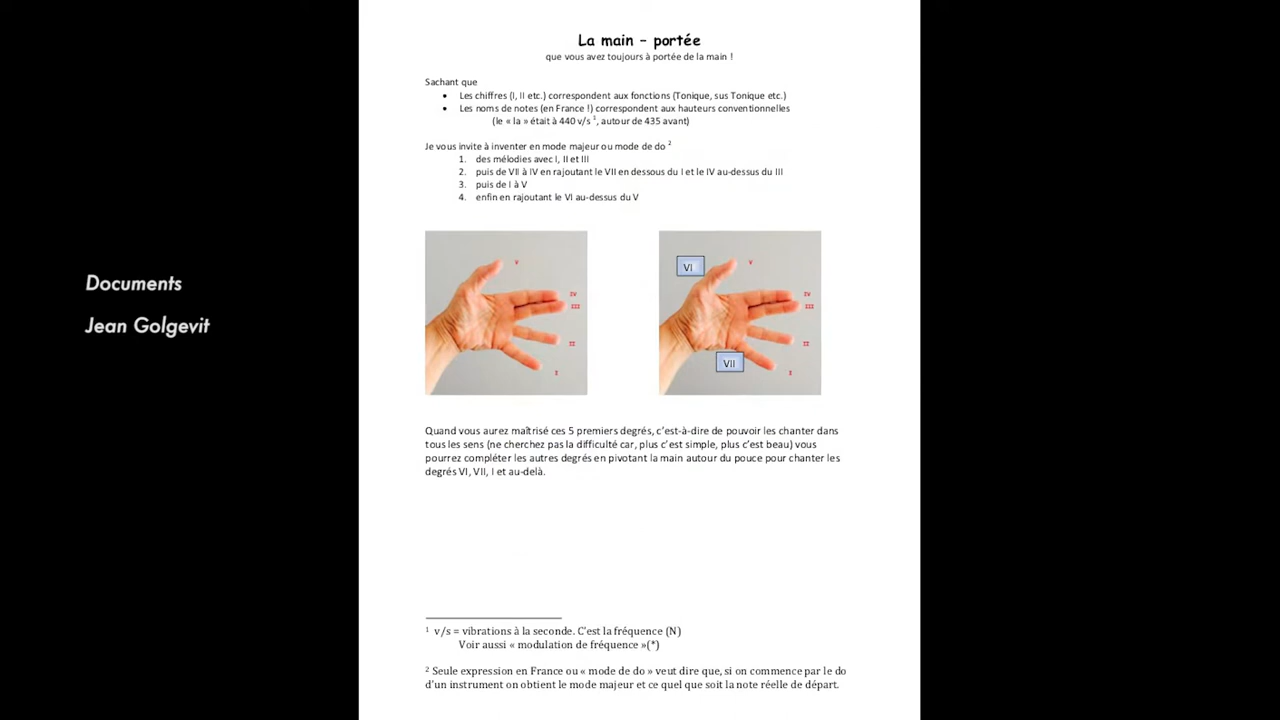 Documents
Jean Golgevit
La main – portée
que vous avez toujours à portée de la main !
Sachant que
• Les chiffres (I, II etc.) correspondent aux fonctions (Tonique, sus Tonique etc.)
• Les noms de notes (en France !) correspondent aux hauteurs conventionnelles
(le « la » était à 440 v/s 1, autour de 435 avant)
Je vous invite à inventer en mode majeur ou mode de do 2
1. des mélodies avec I, II et III
2. puis de VII à IV en rajoutant le VII en dessous du I et le IV au-dessus du III
3. puis de I à V
4. enfin en rajoutant le VI au-dessus du V
V
IV
III
II
I
VI
V
IV
III
II
VII
I
Quand vous aurez maîtrisé ces 5 premiers degrés, c'est-à-dire de pouvoir les chanter dans
tous les sens (ne cherchez pas la difficulté car, plus c'est simple, plus c'est beau) vous
pourrez compléter les autres degrés en pivotant la main autour du pouce pour chanter les
degrés VI, VII, I et au-delà.
1 v/s = vibrations à la seconde. C'est la fréquence (N)
Voir aussi « modulation de fréquence »(*)
2 Seule expression en France ou « mode de do » veut dire que, si on commence par le do
d'un instrument on obtient le mode majeur et ce quel que soit la note réelle de départ.